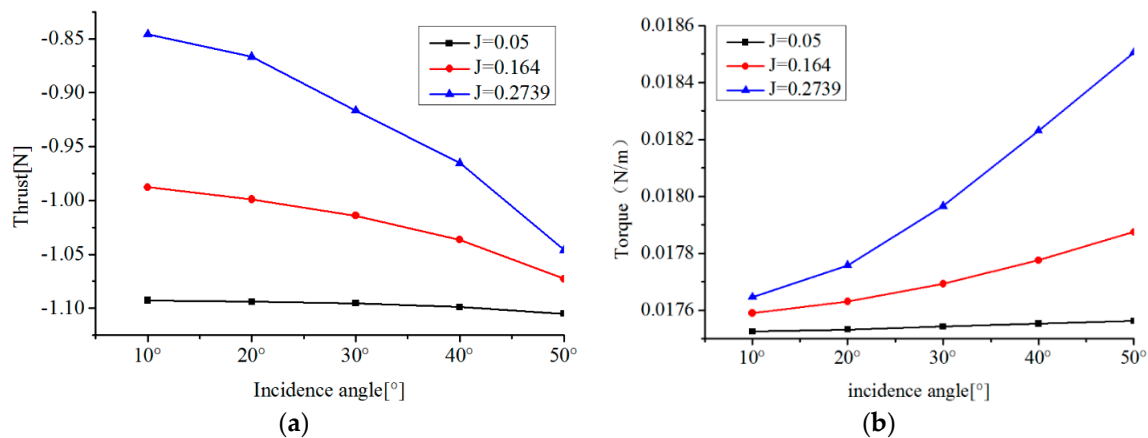 -0.85
-0.90
-0.95
-1.00
-1.05
-1.10
Thrust[N]
J=0.05
J=0.164
J=0.2739
10° 20° 30° 40° 50°
Incidence angle[°]
(a)
0.0186
0.0184
0.0182
0.0180
0.0178
0.0176
Torque（N/m）
J=0.05
J=0.164
J=0.2739
10° 20° 30° 40° 50°
incidence angle[°]
(b)